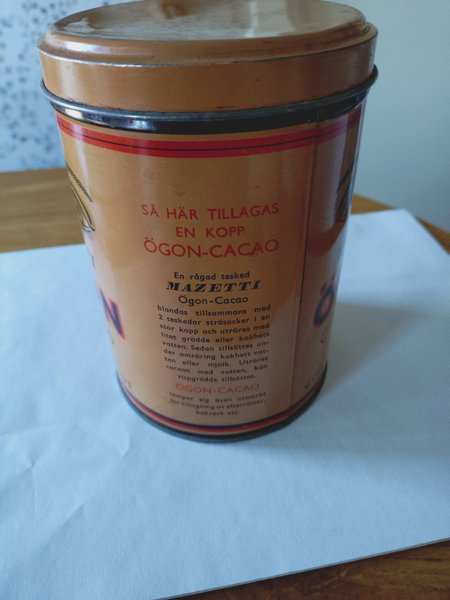 SÅ HÄR TILLAGAS
EN KOPP
ÖGON-CACAO
En rågad tesked
MAZETTI
Ögon-Cacao
blandas tillsammans med
2 teskedar strösocker i en
stor kopp och utröres med
litet grädde eller kokhett
vatten. Sedan tillsättes un-
der omröring kokhett vat-
ten eller mjölk. Utröres
cacaon med vatten, kan
vispgrädde tillsättas.
ÖGON-CACAO
lämpar sig även utmärkt
för tillagning av efterrätter,
bakverk etc.